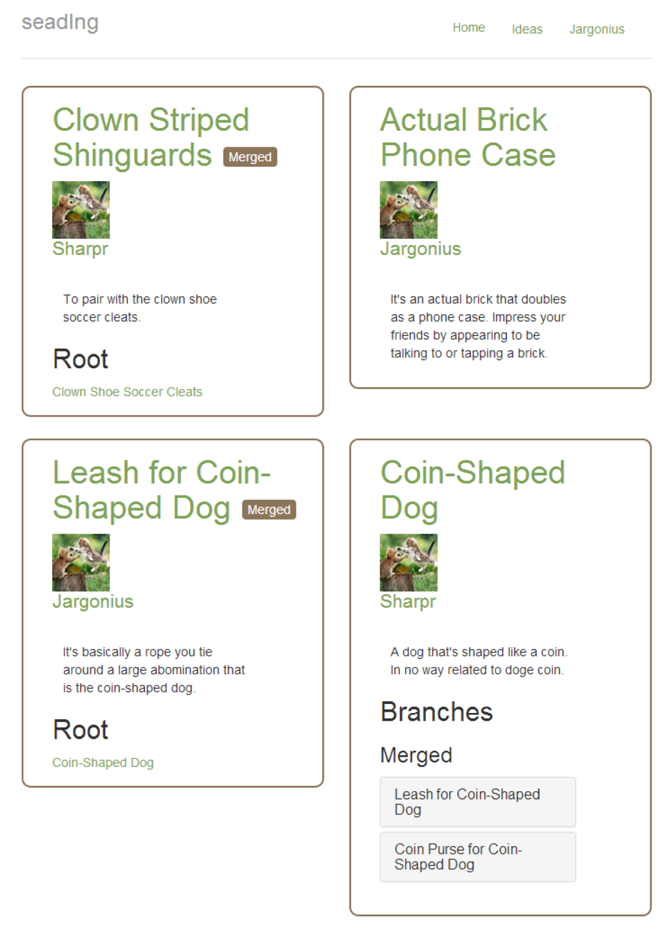 seadIng
Home Ideas Jargonius
Clown Striped
Shinguards Merged
Sharpr
To pair with the clown shoe
soccer cleats.
Root
Clown Shoe Soccer Cleats
Actual Brick
Phone Case
Jargonius
It's an actual brick that doubles
as a phone case. Impress your
friends by appearing to be
talking to or tapping a brick.
Leash for Coin-
Shaped Dog Merged
Jargonius
It's basically a rope you tie
around a large abomination that
is the coin-shaped dog.
Root
Coin-Shaped Dog
Coin-Shaped
Dog
Sharpr
A dog that's shaped like a coin.
In no way related to doge coin.
Branches
Merged
Leash for Coin-Shaped
Dog
Coin Purse for Coin-
Shaped Dog